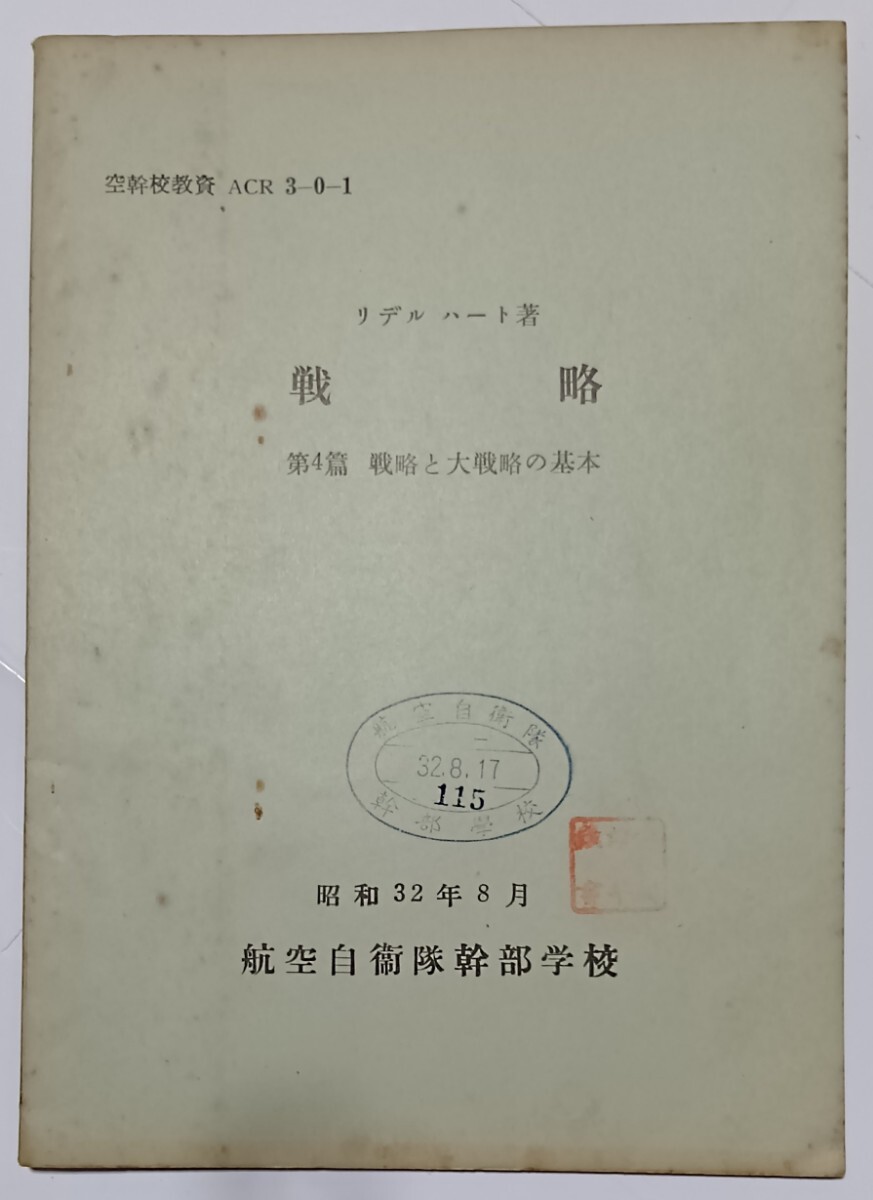 空幹校教資 ACR 3-0-1
リデル ハート著
戦略
第4篇 戦略と大戦略の基本
航空自衛隊
32.8.17
115
幹部学校
昭和32年8月
航空自衞隊幹部学校